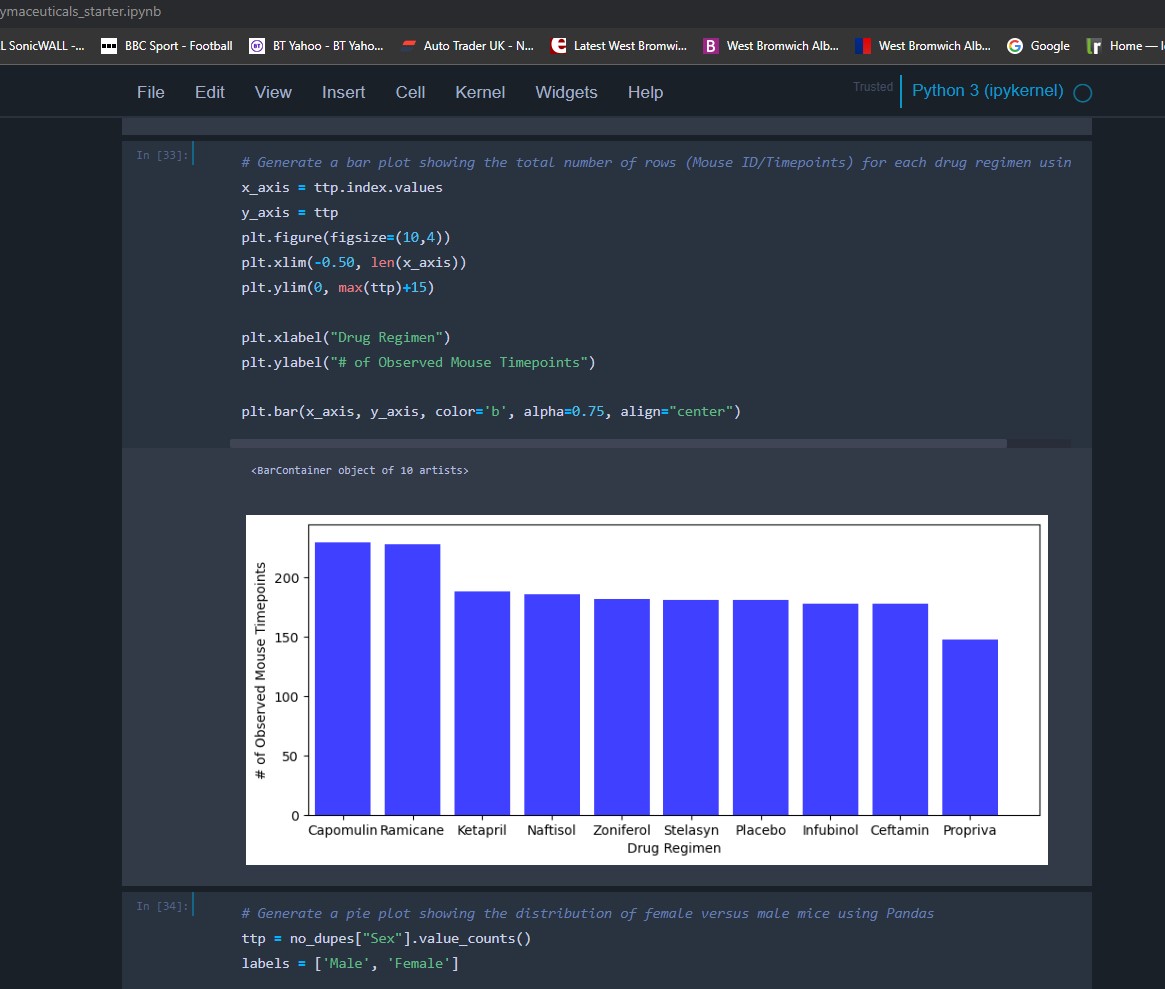 ymaceuticals_starter.ipynb
L SonicWALL -... BBC Sport - Football BT Yahoo - BT Yaho... Auto Trader UK - N... Latest West Bromwi... B West Bromwich Alb... West Bromwich Alb... Google Home —
File Edit View Insert Cell Kernel Widgets Help Trusted Python 3 (ipykernel)
In [33]:
# Generate a bar plot showing the total number of rows (Mouse ID/Timepoints) for each drug regimen usin
x_axis = ttp.index.values
y_axis = ttp
plt.figure(figsize=(10,4))
plt.xlim(-0.50, len(x_axis))
plt.ylim(0, max(ttp)+15)
plt.xlabel("Drug Regimen")
plt.ylabel("# of Observed Mouse Timepoints")
plt.bar(x_axis, y_axis, color='b', alpha=0.75, align="center")
<BarContainer object of 10 artists>
# of Observed Mouse Timepoints
200
150
100
50
0
Capomulin Ramicane Ketapril Naftisol Zoniferol Stelasyn Placebo Infubinol Ceftamin Propriva
Drug Regimen
In [34]:
# Generate a pie plot showing the distribution of female versus male mice using Pandas
ttp = no_dupes["Sex"].value_counts()
labels = ['Male', 'Female']